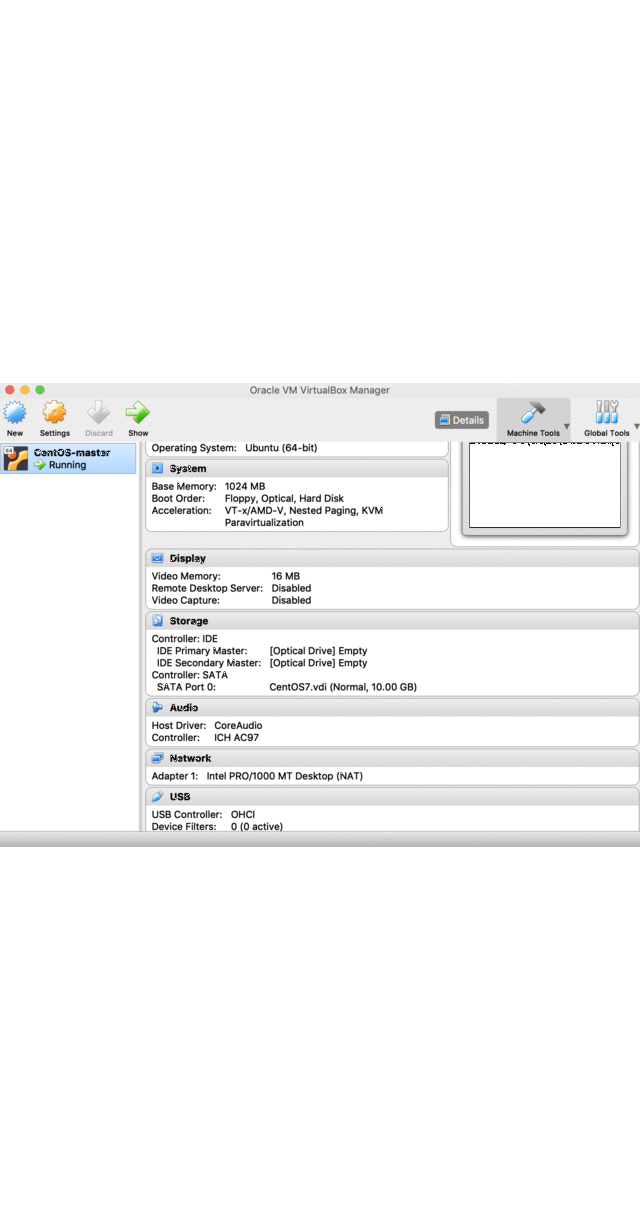 Oracle VM VirtualBox Manager
New Settings Discard Show Details Machine Tools Global Tools
64
CentOS-master
Running
Operating System: Ubuntu (64-bit)
System
Base Memory: 1024 MB
Boot Order: Floppy, Optical, Hard Disk
Acceleration: VT-x/AMD-V, Nested Paging, KVM
Paravirtualization
Display
Video Memory: 16 MB
Remote Desktop Server: Disabled
Video Capture: Disabled
Storage
Controller: IDE
IDE Primary Master: [Optical Drive] Empty
IDE Secondary Master: [Optical Drive] Empty
Controller: SATA
SATA Port 0: CentOS7.vdi (Normal, 10.00 GB)
Audio
Host Driver: CoreAudio
Controller: ICH AC97
Network
Adapter 1: Intel PRO/1000 MT Desktop (NAT)
USB
USB Controller: OHCI
Device Filters: 0 (0 active)